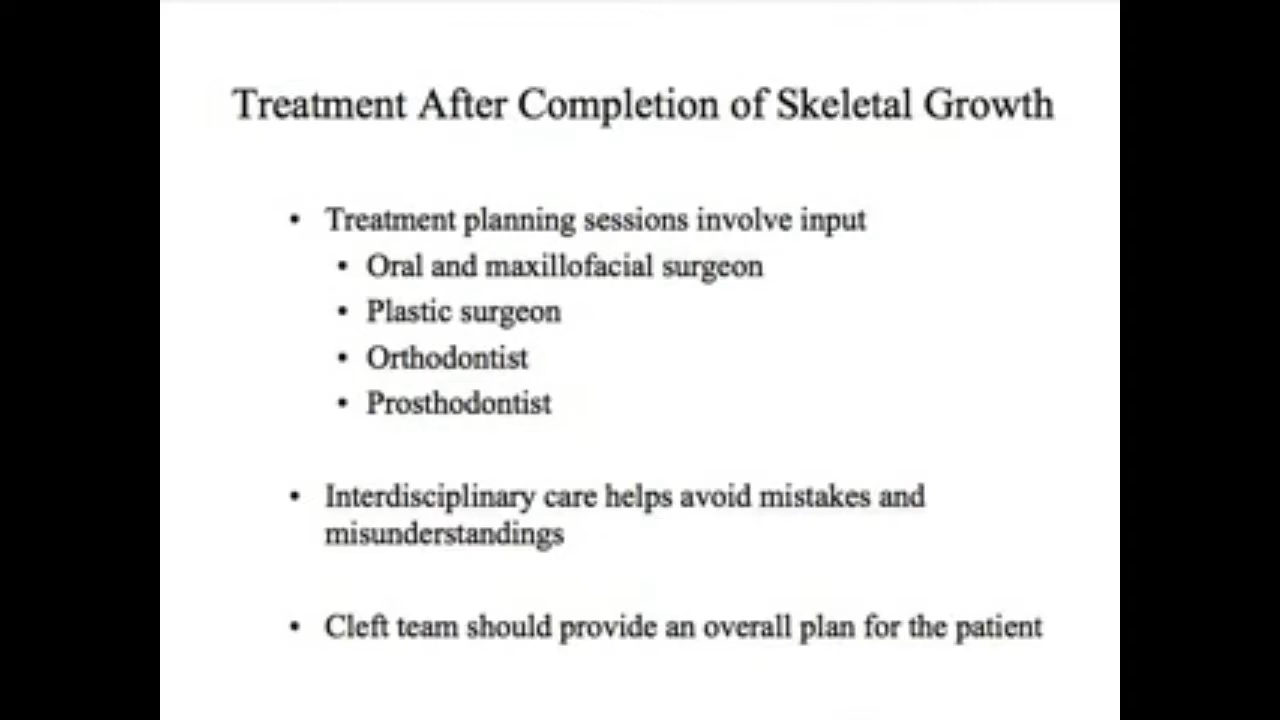 Treatment After Completion of Skeletal Growth
• Treatment planning sessions involve input
• Oral and maxillofacial surgeon
• Plastic surgeon
• Orthodontist
• Prosthodontist
• Interdisciplinary care helps avoid mistakes and
misunderstandings
• Cleft team should provide an overall plan for the patient